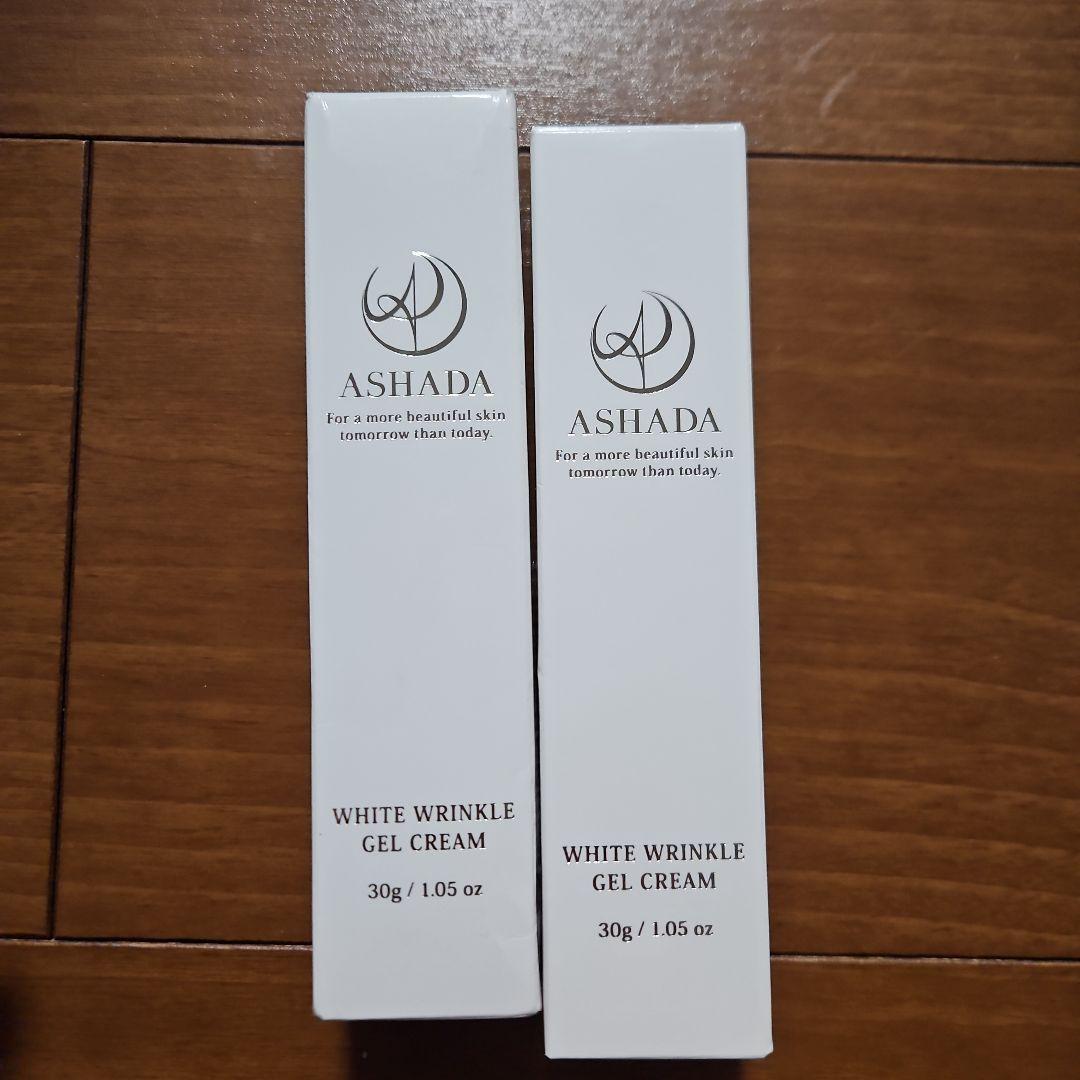 ASHADA
For a more beautiful skin
tomorrow than today.
WHITE WRINKLE
GEL CREAM
30g / 1.05 oz
ASHADA
For a more beautiful skin
tomorrow than today.
WHITE WRINKLE
GEL CREAM
30g / 1.05 oz